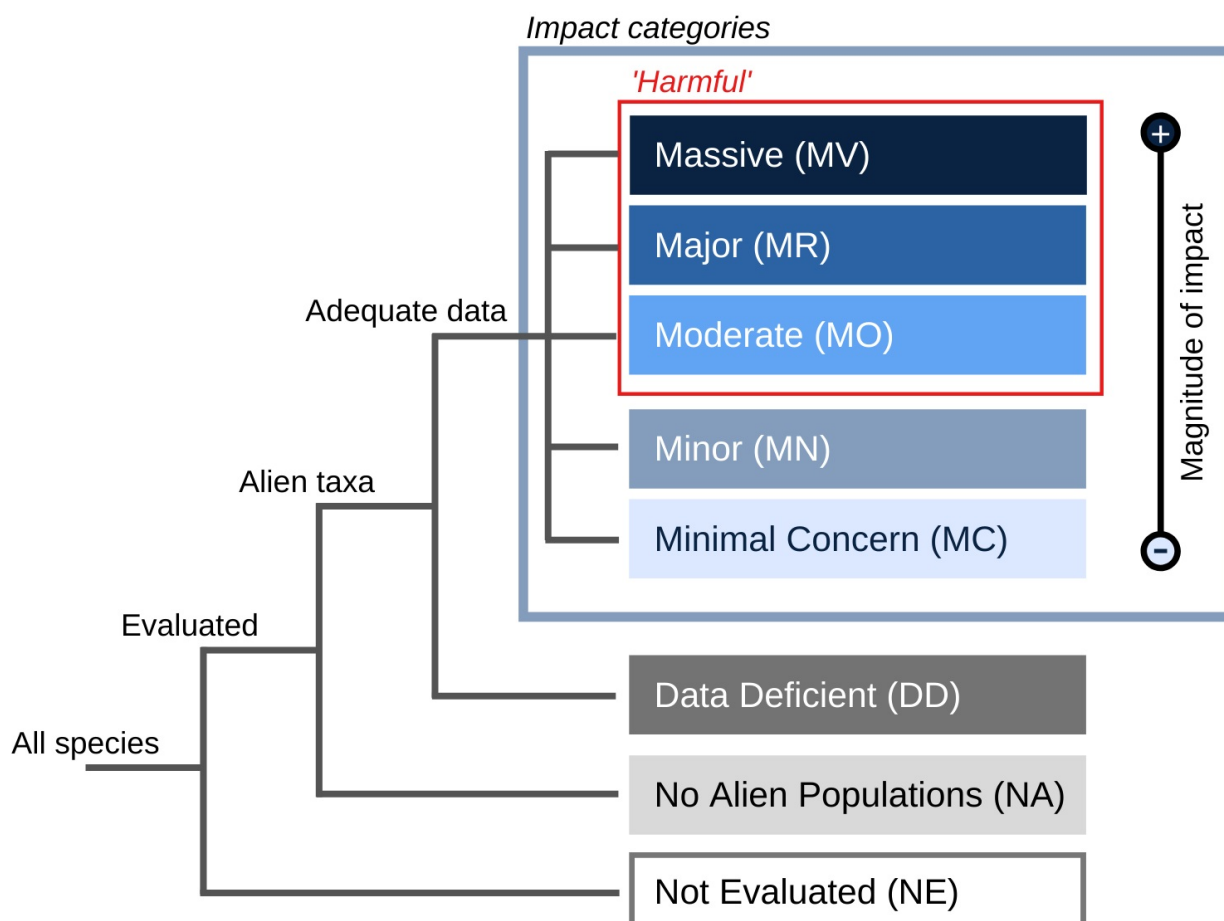 Impact categories
'Harmful'
Massive (MV)
+
Major (MR)
Adequate data
Moderate (MO)
Magnitude of impact
Minor (MN)
Alien taxa
Minimal Concern (MC)
-
Evaluated
Data Deficient (DD)
All species
No Alien Populations (NA)
Not Evaluated (NE)